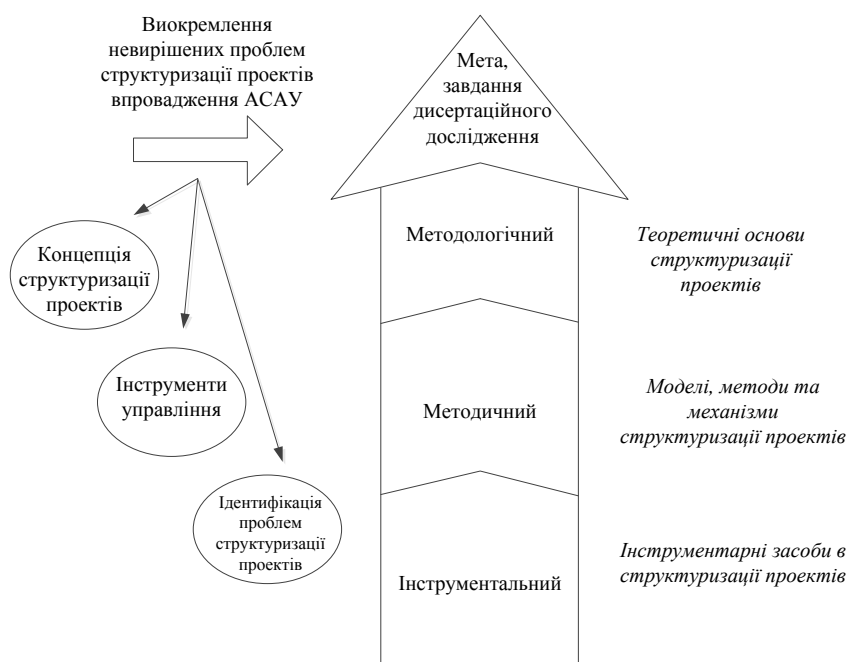 Виокремлення
невирішених проблем
структуризації проектів
впровадження АСАУ
Мета,
завдання
дисертаційного
дослідження
Методологічний
Теоретичні основи
структуризації
проектів
Концепція
структуризації
проектів
Інструменти
управління
Методичний
Моделі, методи та
механізми
структуризації проектів
Ідентифікація
проблем
структуризації
проектів
Інструментальний
Інструментарні засоби в
структуризації проектів